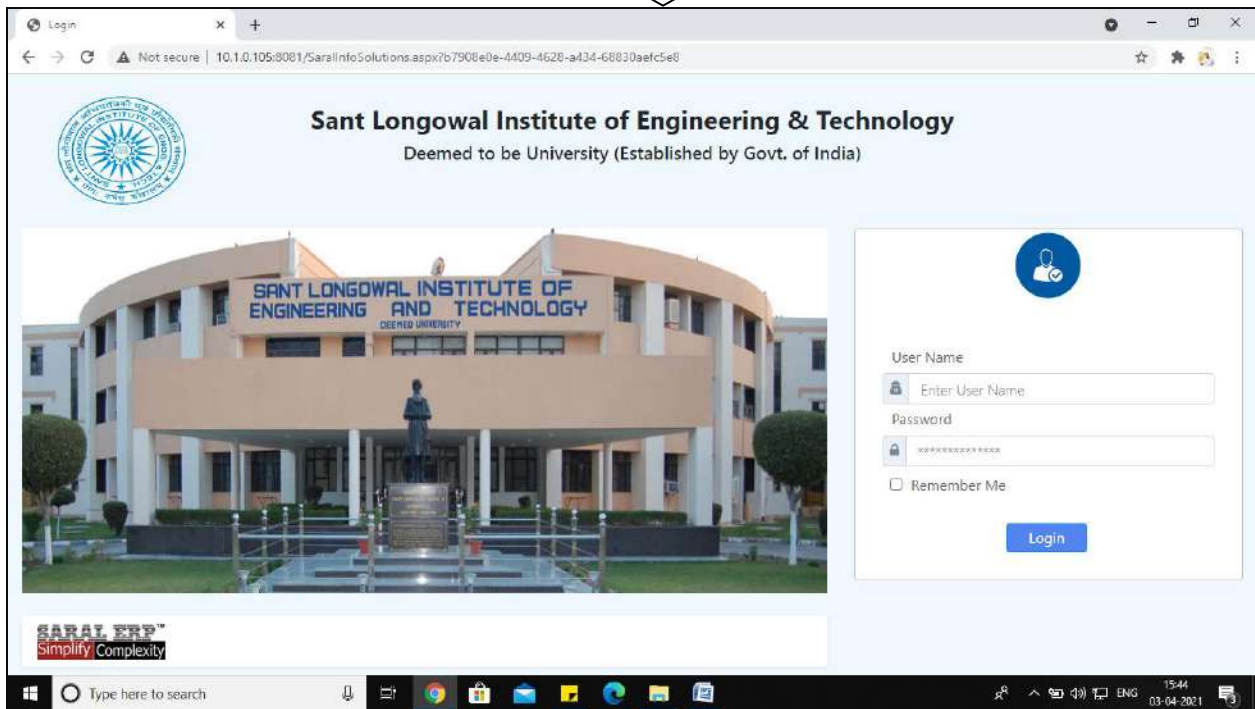 Login
Not secure | 10.1.0.105:8081/SaralInfoSolutions.aspx?b7908e0e-4409-4628-a434-68830aefc5e8
Sant Longowal Institute of Engineering & Technology
Deemed to be University (Established by Govt. of India)
SANT LONGOWAL INSTITUTE OF
ENGINEERING AND TECHNOLOGY
DEEMED UNIVERSITY
User Name
Enter User Name
Password
**************
Remember Me
Login
SARAL ERP™
Simplify Complexity
Type here to search
ENG
15:44
03-04-2021
3